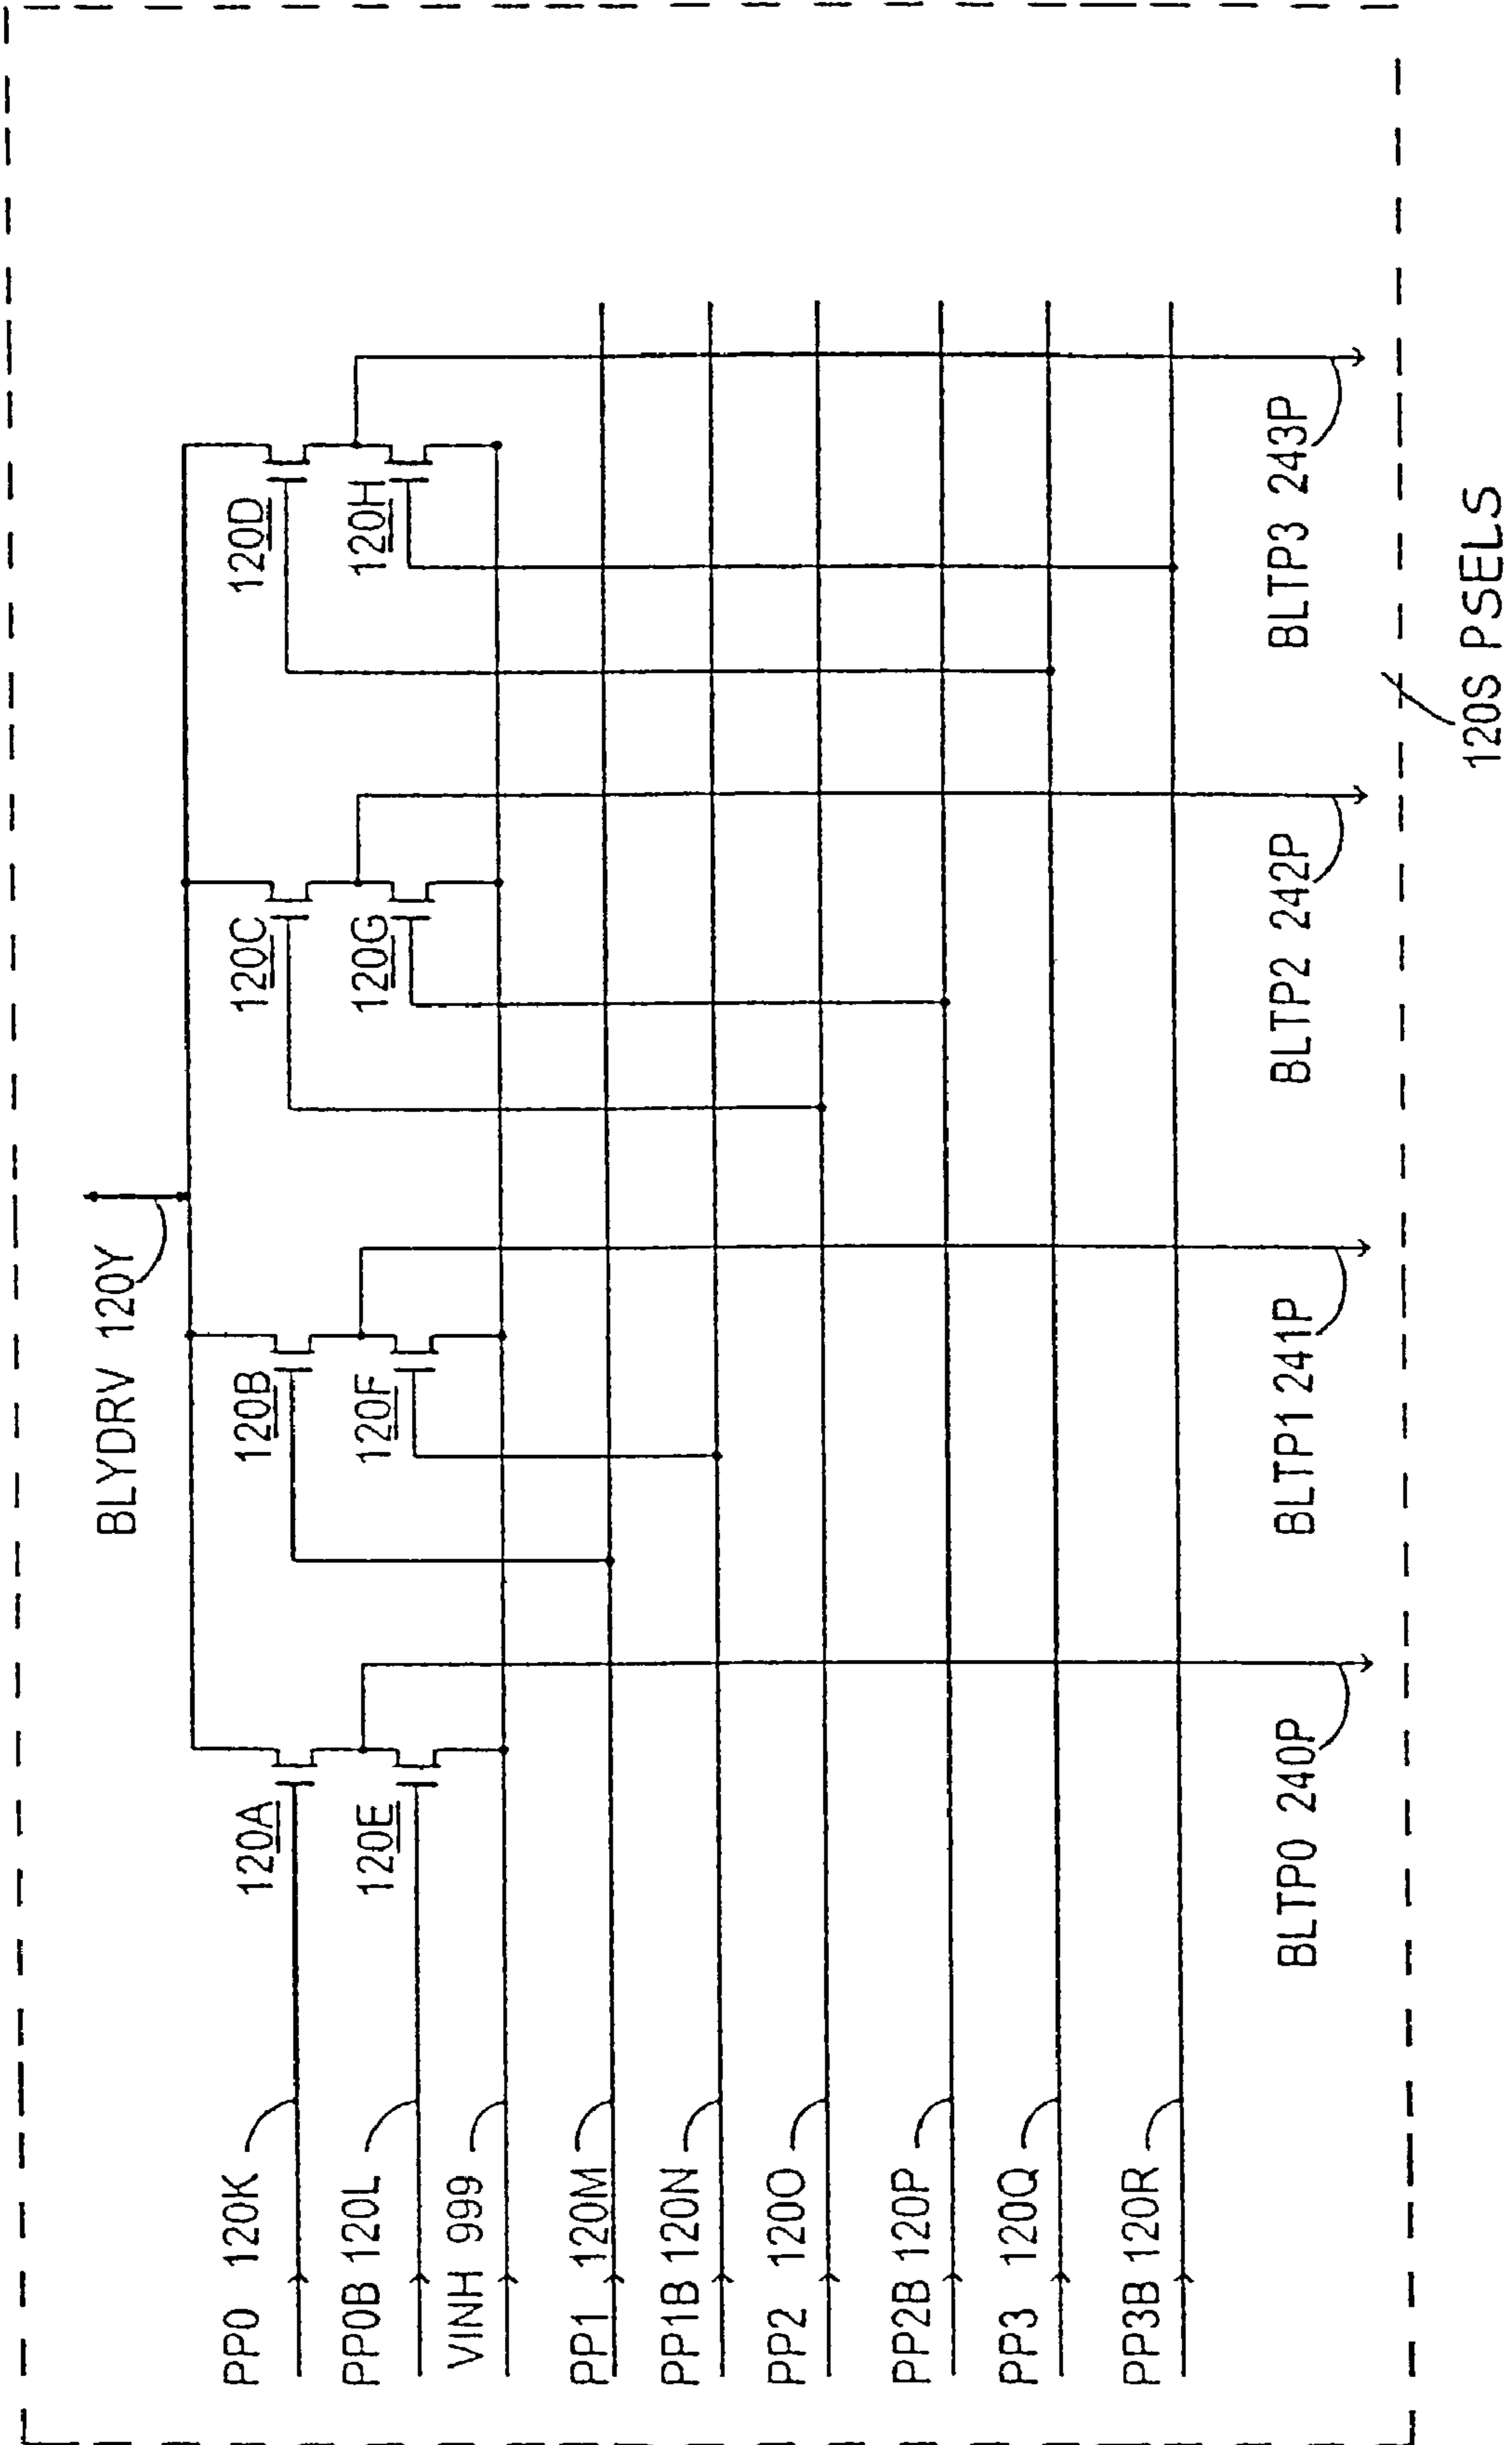 BLYDRV 120Y
120A
120B
120C
120D
120E
120F
120G
120H
PP0 120K
PP0B 120L
VINH 999
PP1 120M
PP1B 120N
PP2 120O
PP2B 120P
PP3 120Q
PP3B 120R
BLTP0 240P
BLTP1 241P
BLTP2 242P
BLTP3 243P
120S PSELS